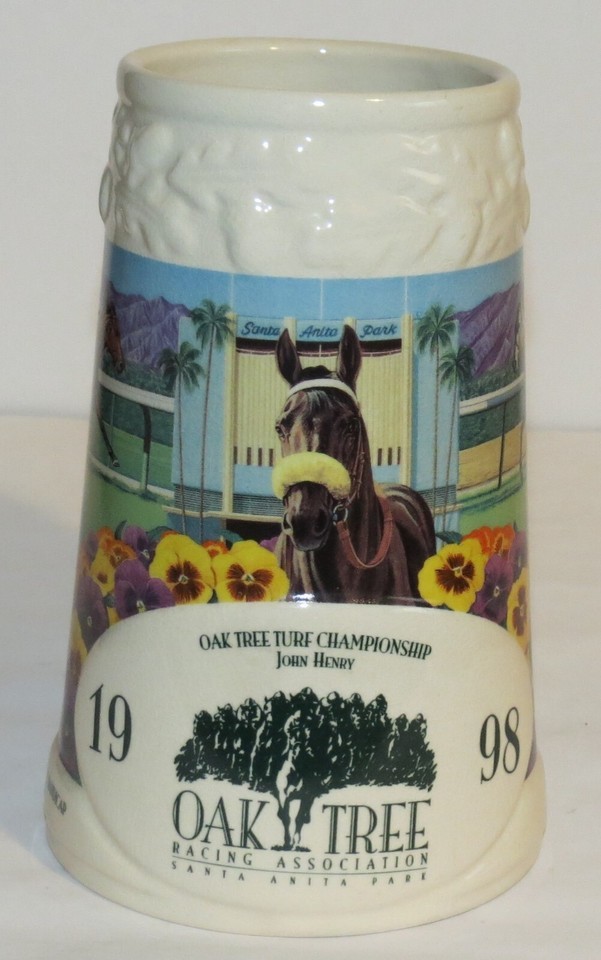 Santa Anita Park
OAK TREE TURF CHAMPIONSHIP
JOHN HENRY
19 98
OAK TREE
RACING ASSOCIATION
SANTA ANITA PARK